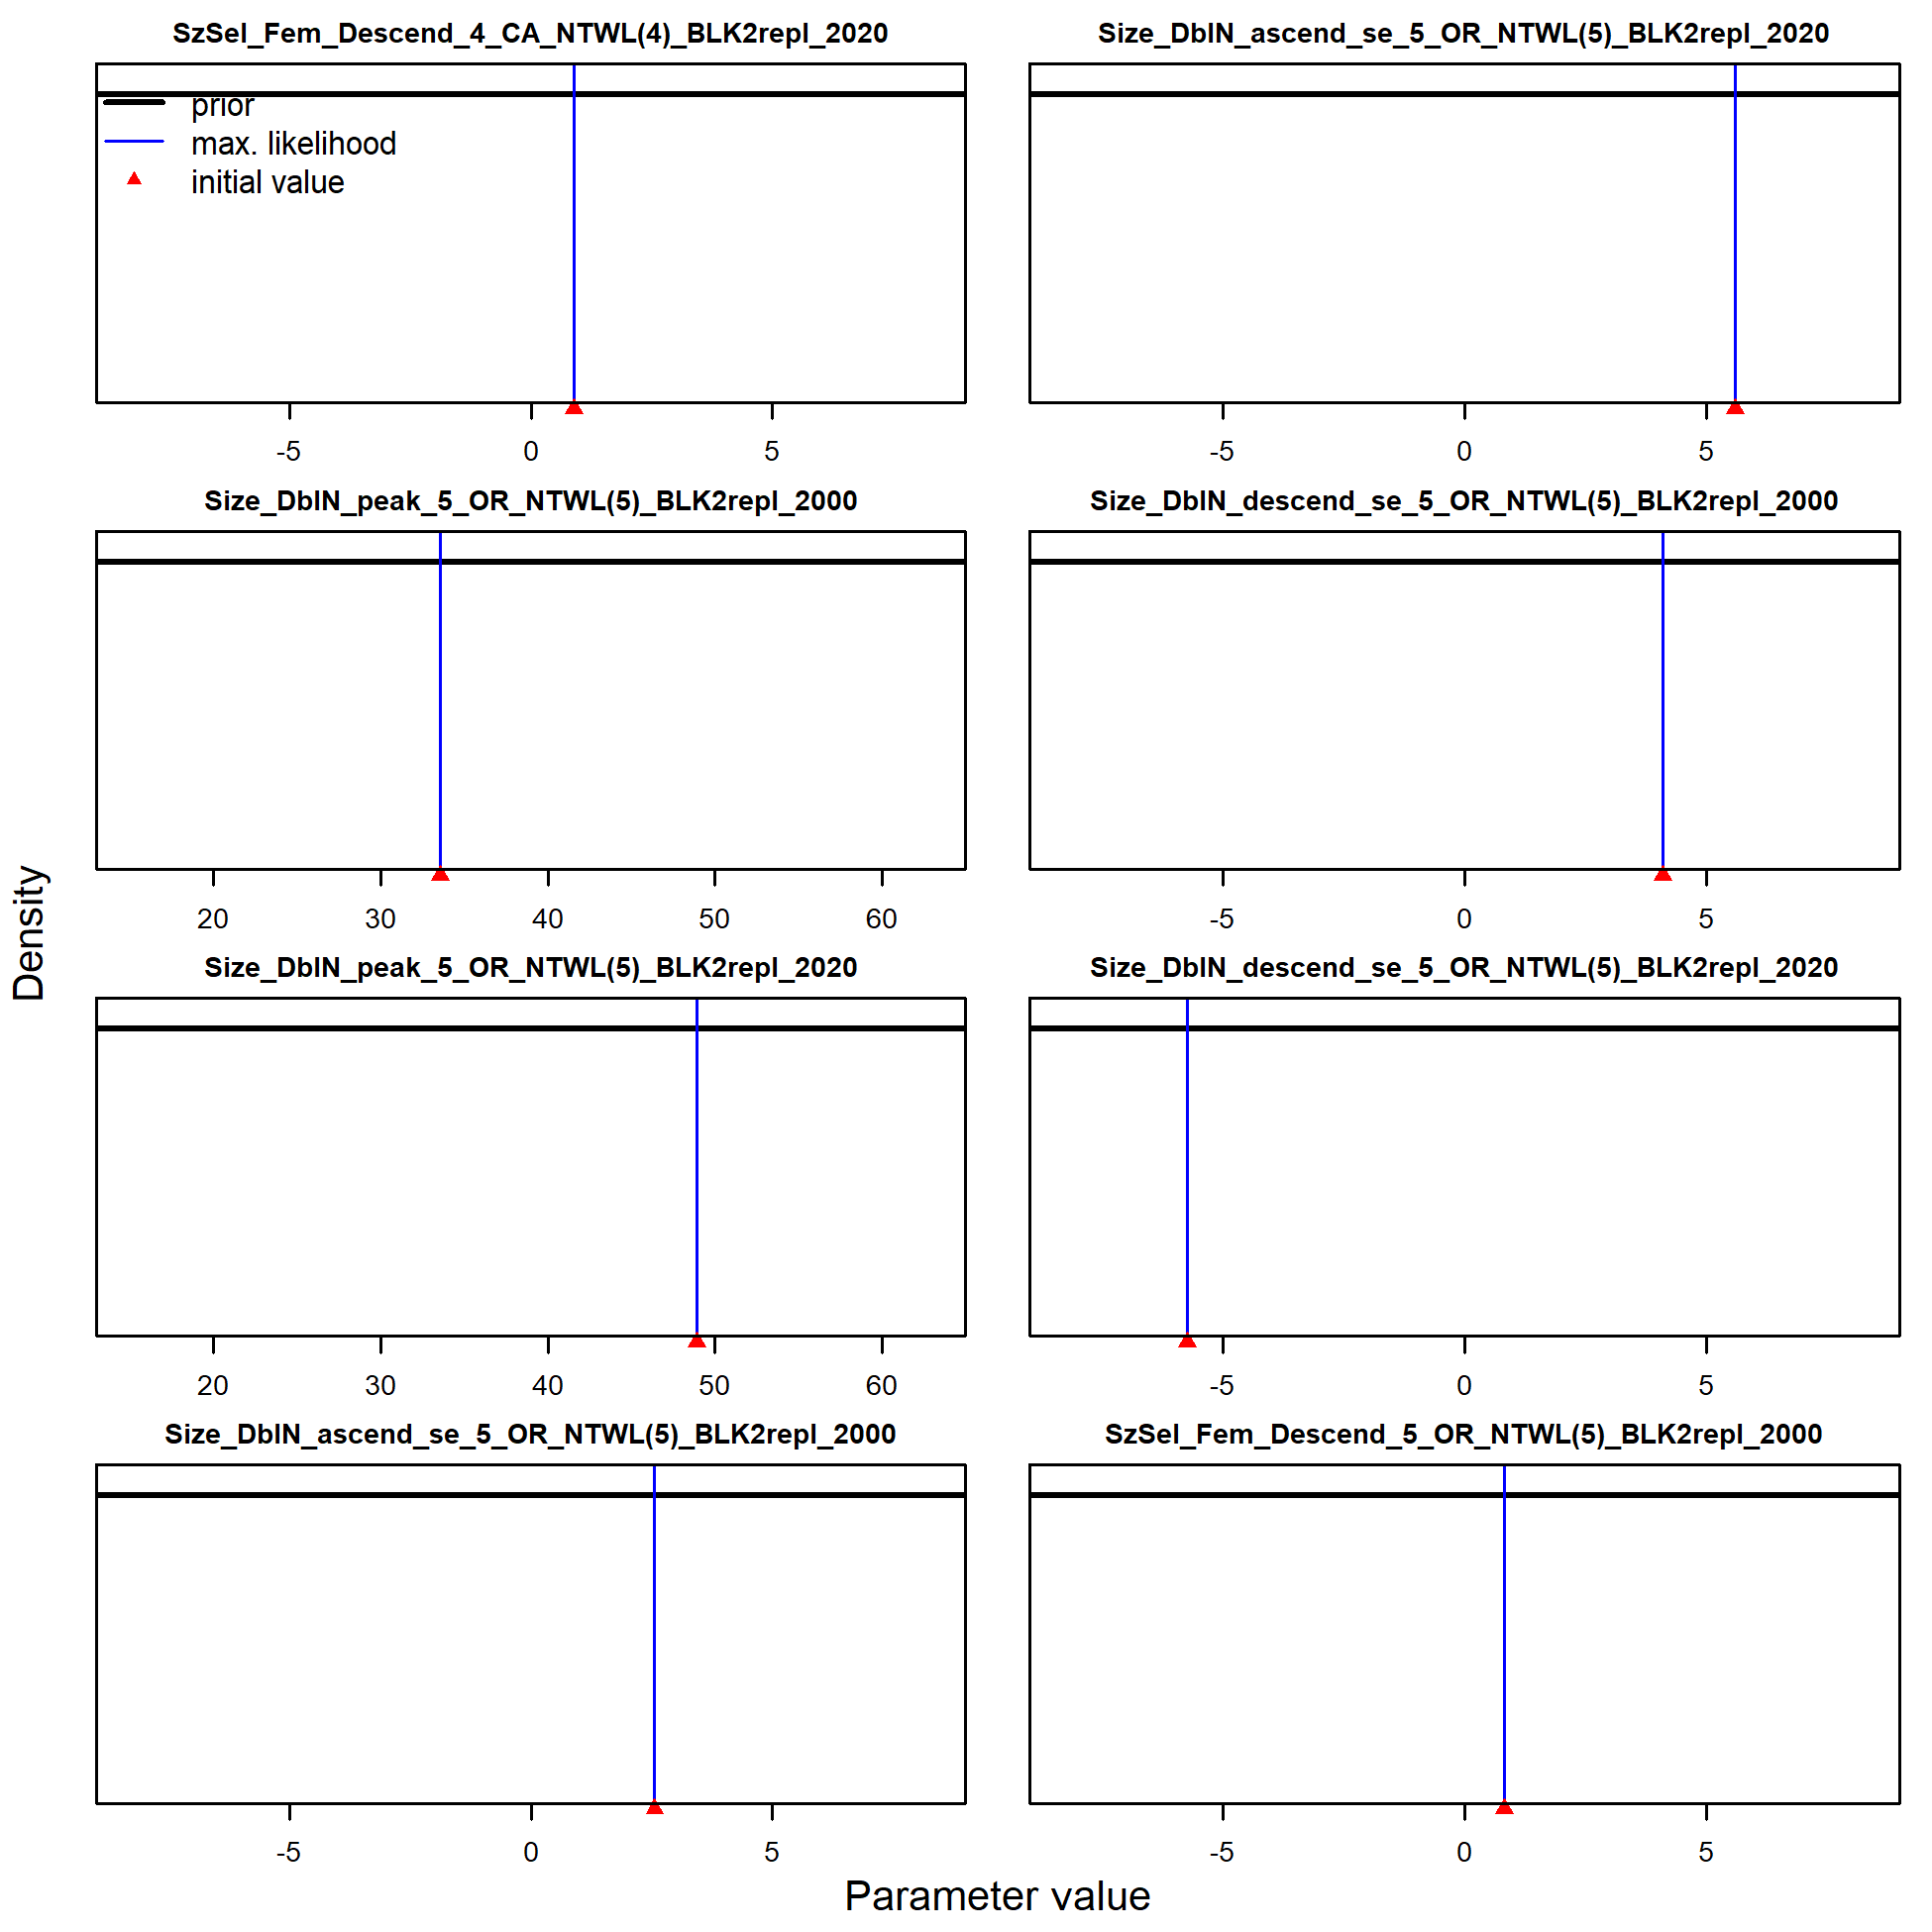 SzSel_Fem_Descend_4_CA_NTWL(4)_BLK2repl_2020
prior
max. likelihood
initial value
-5 0 5
Size_DblN_ascend_se_5_OR_NTWL(5)_BLK2repl_2020
-5 0 5
Size_DblN_peak_5_OR_NTWL(5)_BLK2repl_2000
20 30 40 50 60
Size_DblN_descend_se_5_OR_NTWL(5)_BLK2repl_2000
-5 0 5
Size_DblN_peak_5_OR_NTWL(5)_BLK2repl_2020
20 30 40 50 60
Size_DblN_descend_se_5_OR_NTWL(5)_BLK2repl_2020
-5 0 5
Size_DblN_ascend_se_5_OR_NTWL(5)_BLK2repl_2000
-5 0 5
SzSel_Fem_Descend_5_OR_NTWL(5)_BLK2repl_2000
-5 0 5
Density
Parameter value